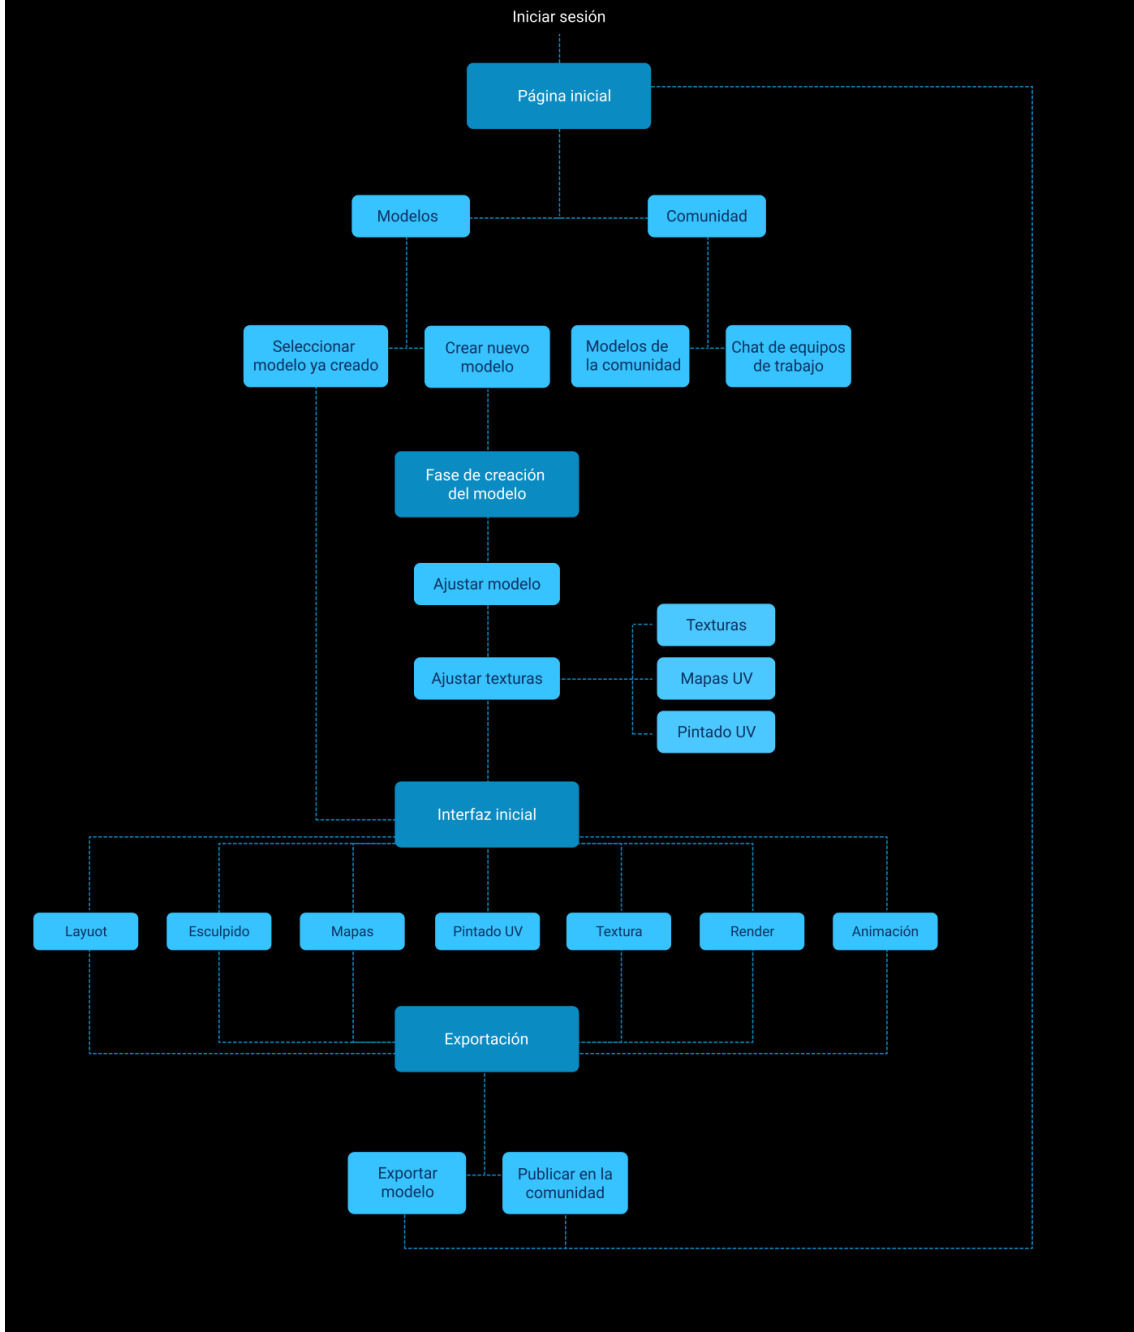 Iniciar sesión
Página inicial
Modelos
Comunidad
Seleccionar
modelo ya creado
Crear nuevo
modelo
Modelos de
la comunidad
Chat de equipos
de trabajo
Fase de creación
del modelo
Ajustar modelo
Texturas
Ajustar texturas
Mapas UV
Pintado UV
Interfaz inicial
Layuot
Esculpido
Mapas
Pintado UV
Textura
Render
Animación
Exportación
Exportar
modelo
Publicar en la
comunidad